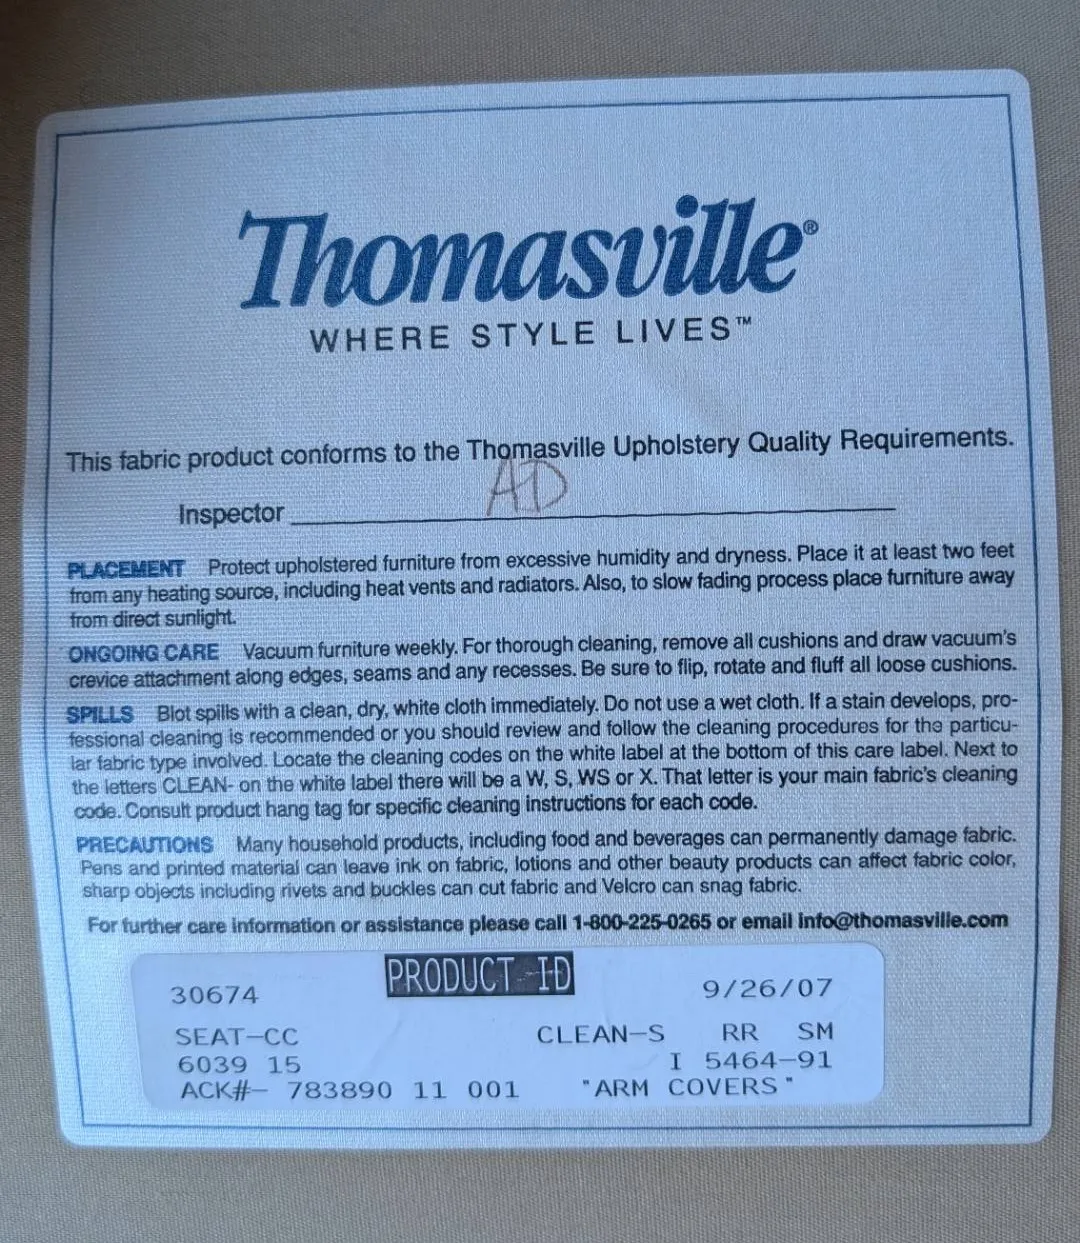 Thomasville®
WHERE STYLE LIVES™
This fabric product conforms to the Thomasville Upholstery Quality Requirements.
Inspector AD
PLACEMENT Protect upholstered furniture from excessive humidity and dryness. Place it at least two feet
from any heating source, including heat vents and radiators. Also, to slow fading process place furniture away
from direct sunlight.
ONGOING CARE Vacuum furniture weekly. For thorough cleaning, remove all cushions and draw vacuum's
crevice attachment along edges, seams and any recesses. Be sure to flip, rotate and fluff all loose cushions.
SPILLS Blot spills with a clean, dry, white cloth immediately. Do not use a wet cloth. If a stain develops, pro-
fessional cleaning is recommended or you should review and follow the cleaning procedures for the particu-
lar fabric type involved. Locate the cleaning codes on the white label at the bottom of this care label. Next to
the letters CLEAN- on the white label there will be a W, S, WS or X. That letter is your main fabric's cleaning
code. Consult product hang tag for specific cleaning instructions for each code.
PRECAUTIONS Many household products, including food and beverages can permanently damage fabric.
Pens and printed material can leave ink on fabric, lotions and other beauty products can affect fabric color,
sharp objects including rivets and buckles can cut fabric and Velcro can snag fabric.
For further care information or assistance please call 1-800-225-0265 or email info@thomasville.com
30674 PRODUCT ID 9/26/07
SEAT-CC CLEAN-S RR SM
6039 15 I 5464-91
ACK#- 783890 11 001 "ARM COVERS"